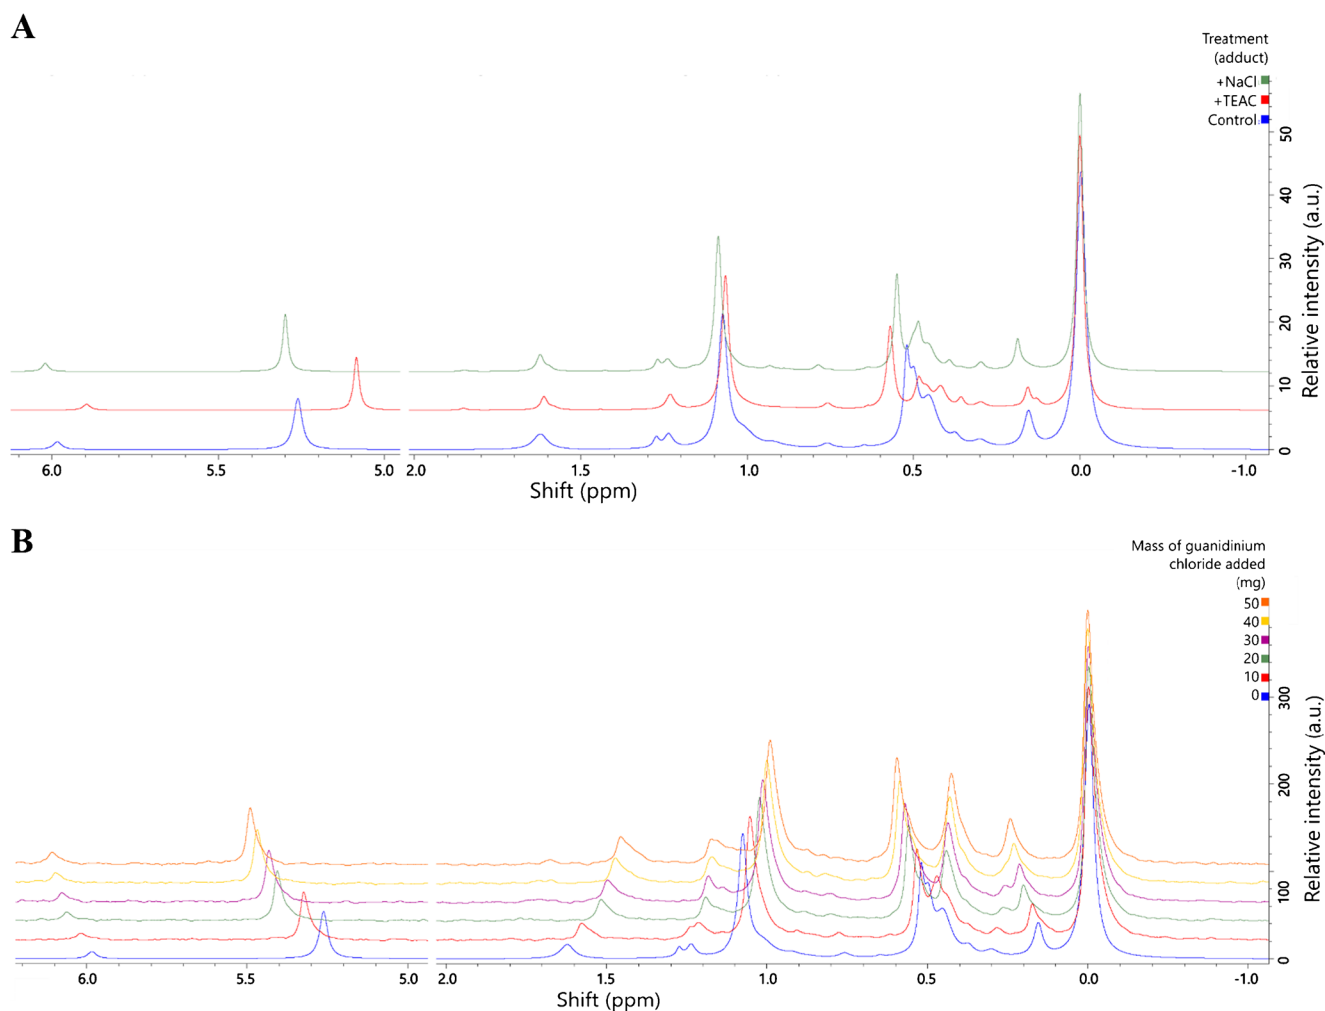 A
Treatment
(adduct)
+NaCl
+TEAC
Control
50
40
30
20
10
0
Relative intensity (a.u.)
6.0 5.5 5.0 2.0 1.5 1.0 0.5 0.0 -1.0
Shift (ppm)
B
Mass of guanidinium
chloride added
(mg)
50
40
30
20
10
0
300
200
100
0
Relative intensity (a.u.)
6.0 5.5 5.0 2.0 1.5 1.0 0.5 0.0 -1.0
Shift (ppm)